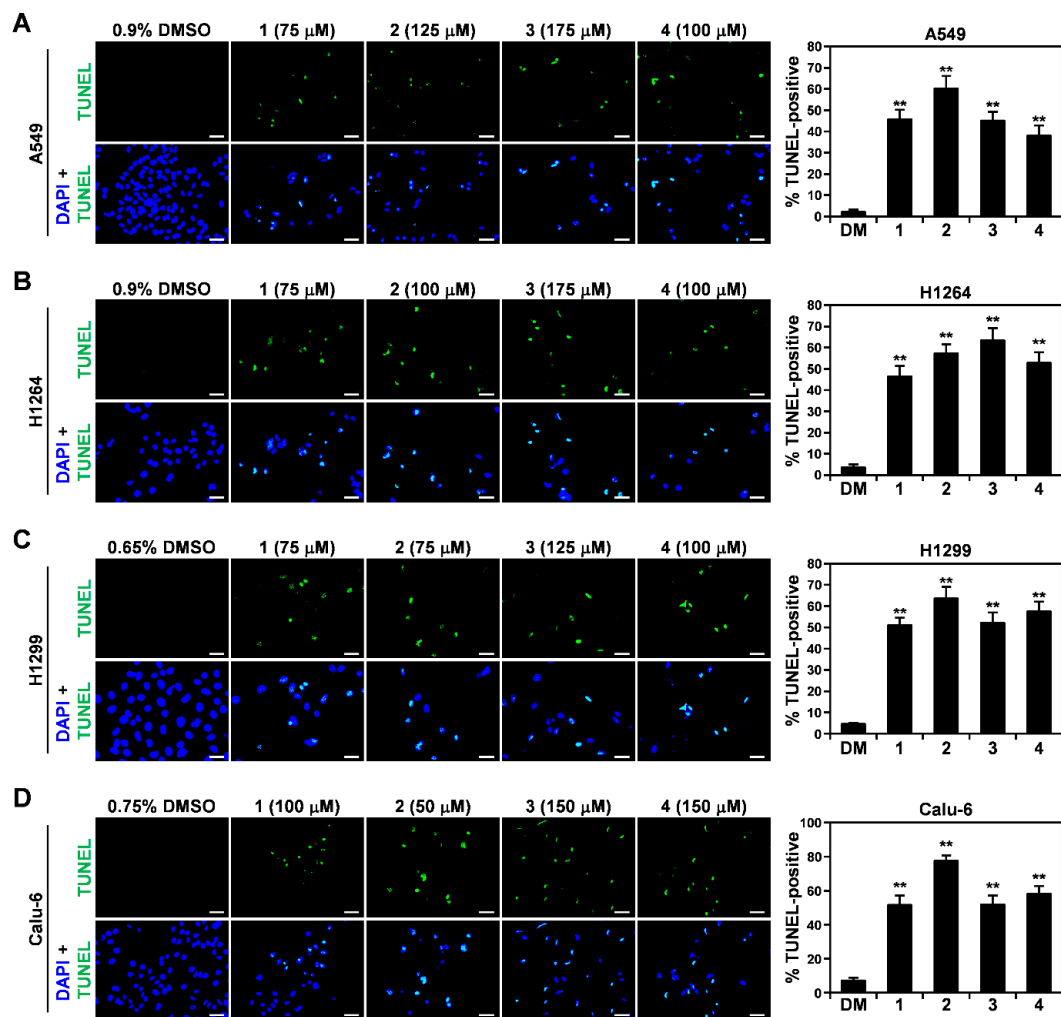 A
0.9% DMSO 1 (75 μM) 2 (125 μM) 3 (175 μM) 4 (100 μM)
A549
TUNEL
DAPI +
TUNEL
A549
% TUNEL-positive
80
70
60
50
40
30
20
10
0
** ** ** **
DM 1 2 3 4
B
0.9% DMSO 1 (75 μM) 2 (100 μM) 3 (175 μM) 4 (100 μM)
H1264
TUNEL
DAPI +
TUNEL
H1264
% TUNEL-positive
80
70
60
50
40
30
20
10
0
** ** ** **
DM 1 2 3 4
C
0.65% DMSO 1 (75 μM) 2 (75 μM) 3 (125 μM) 4 (100 μM)
H1299
TUNEL
DAPI +
TUNEL
H1299
% TUNEL-positive
80
70
60
50
40
30
20
10
0
** ** ** **
DM 1 2 3 4
D
0.75% DMSO 1 (100 μM) 2 (50 μM) 3 (150 μM) 4 (150 μM)
Calu-6
TUNEL
DAPI +
TUNEL
Calu-6
% TUNEL-positive
100
80
60
40
20
0
** ** ** **
DM 1 2 3 4